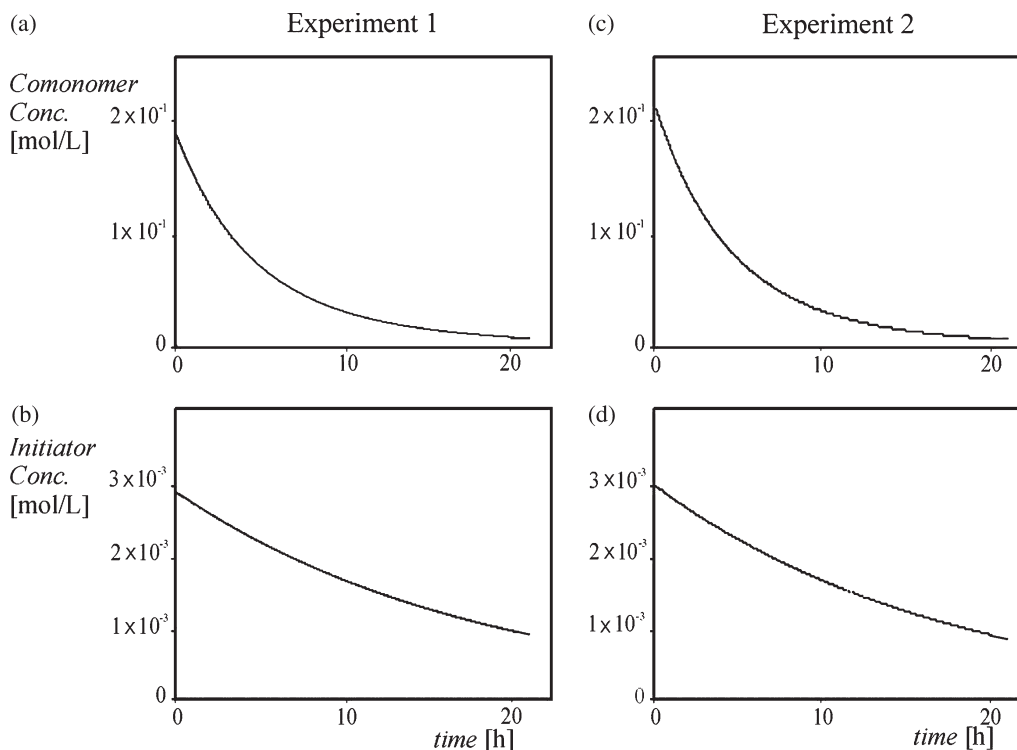 (a)
Experiment 1
(c)
Experiment 2
Comonomer
Conc.
[mol/L]
2×10⁻¹
1×10⁻¹
0
0
10
20
2×10⁻¹
1×10⁻¹
0
0
10
20
(b)
Initiator
Conc.
[mol/L]
3×10⁻³
2×10⁻³
1×10⁻³
0
0
10
20
time [h]
(d)
3×10⁻³
2×10⁻³
1×10⁻³
0
0
10
20
time [h]